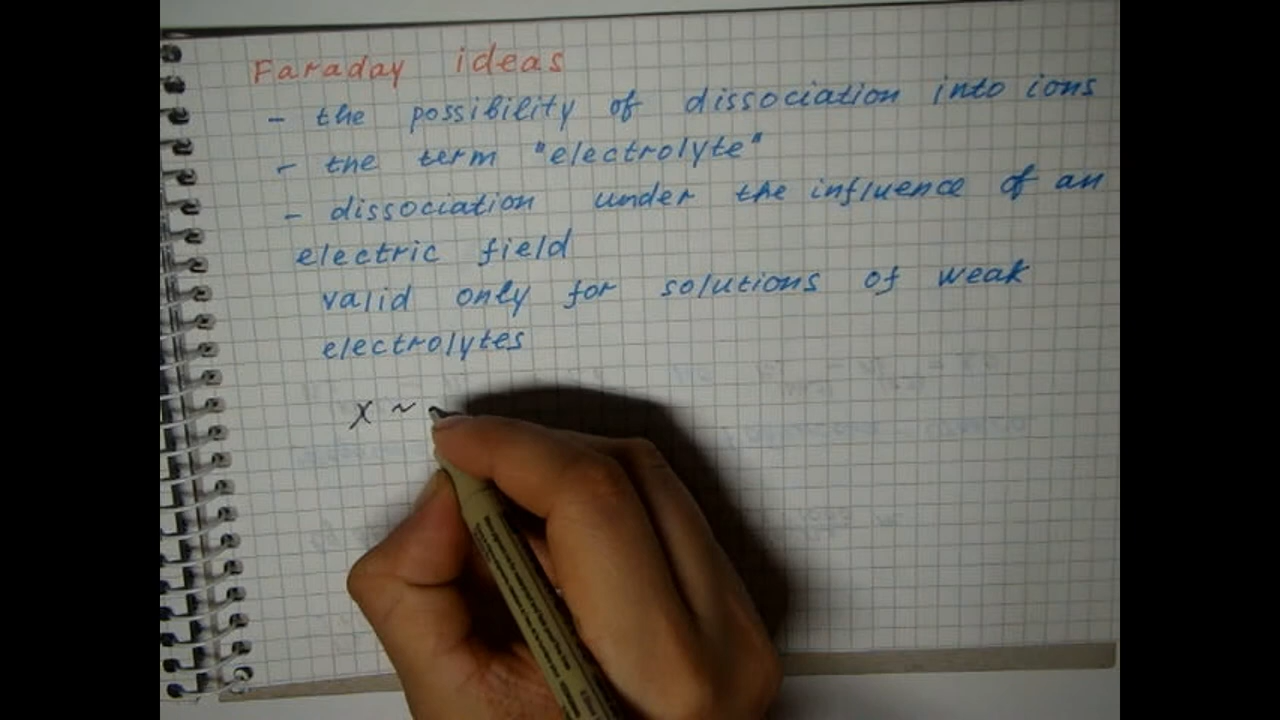 Faraday ideas
- the possibility of dissociation into ions
- the term "electrolyte"
- dissociation under the influence of an
electric field
valid only for solutions of weak
electrolytes
x ~